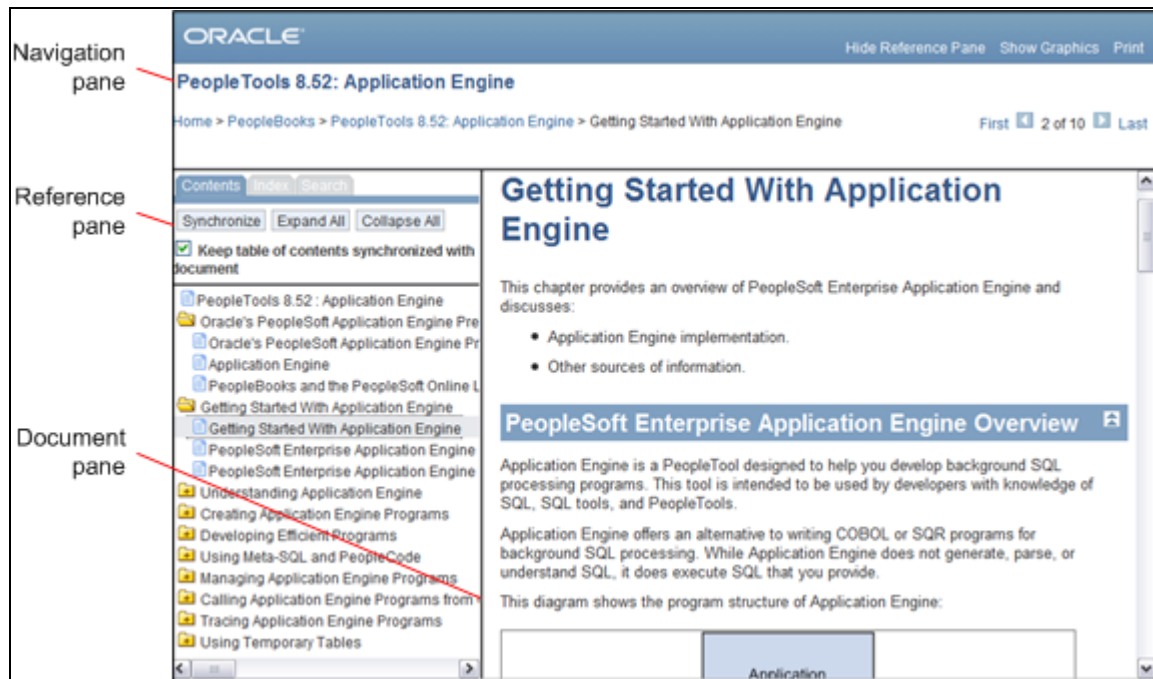 Navigation
pane
Reference
pane
Document
pane
ORACLE
Hide Reference Pane Show Graphics Print
PeopleTools 8.52: Application Engine
Home > PeopleBooks > PeopleTools 8.52: Application Engine > Getting Started With Application Engine
First 2 of 10 Last
Contents Index Search
Synchronize Expand All Collapse All
Keep table of contents synchronized with
document
PeopleTools 8.52 : Application Engine
Oracle's PeopleSoft Application Engine Pre
Oracle's PeopleSoft Application Engine Pr
Application Engine
PeopleBooks and the PeopleSoft Online L
Getting Started With Application Engine
Getting Started With Application Engine
PeopleSoft Enterprise Application Engine
PeopleSoft Enterprise Application Engine
Understanding Application Engine
Creating Application Engine Programs
Developing Efficient Programs
Using Meta-SQL and PeopleCode
Managing Application Engine Programs
Calling Application Engine Programs from
Tracing Application Engine Programs
Using Temporary Tables
Getting Started With Application
Engine
This chapter provides an overview of PeopleSoft Enterprise Application Engine and
discusses:
• Application Engine implementation.
• Other sources of information.
PeopleSoft Enterprise Application Engine Overview
Application Engine is a PeopleTool designed to help you develop background SQL
processing programs. This tool is intended to be used by developers with knowledge of
SQL, SQL tools, and PeopleTools.
Application Engine offers an alternative to writing COBOL or SQR programs for
background SQL processing. While Application Engine does not generate, parse, or
understand SQL, it does execute SQL that you provide.
This diagram shows the program structure of Application Engine:
Application